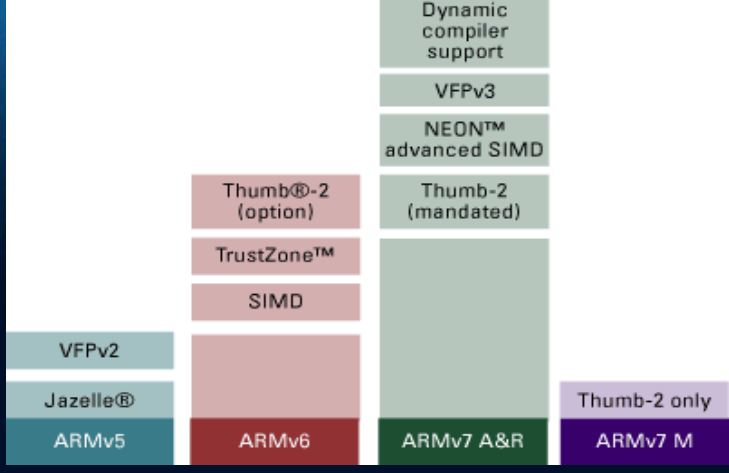 Dynamic
compiler
support
VFPv3
NEON™
advanced SIMD
Thumb®-2
(option)
Thumb-2
(mandated)
TrustZone™
SIMD
VFPv2
Jazelle®
Thumb-2 only
ARMv5
ARMv6
ARMv7 A&R
ARMv7 M